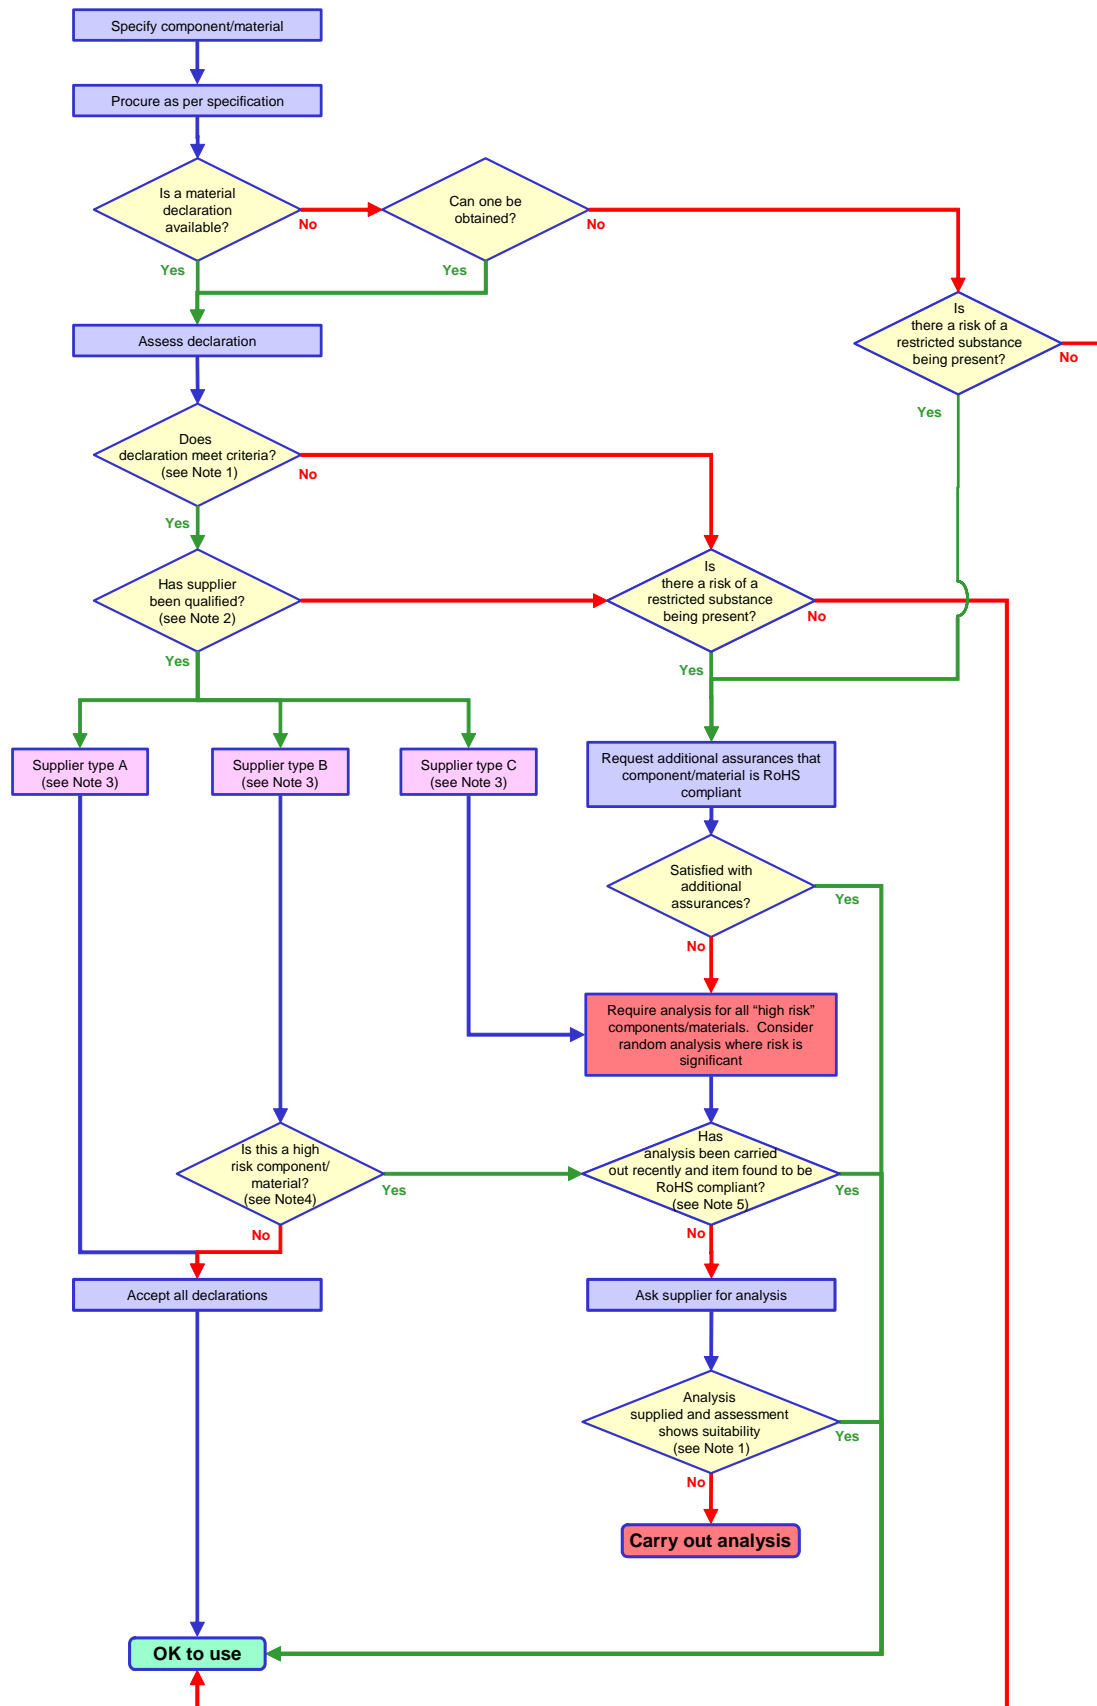 Specify component/material
Procure as per specification
Is a material
declaration
available?
No
Can one be
obtained?
No
Yes
Yes
Is
there a risk of a
restricted substance
being present?
No
Yes
Assess declaration
Does
declaration meet criteria?
(see Note 1)
No
Yes
Has supplier
been qualified?
(see Note 2)
Yes
Is
there a risk of a
restricted substance
being present?
No
Yes
Supplier type A
(see Note 3)
Supplier type B
(see Note 3)
Supplier type C
(see Note 3)
Request additional assurances that
component/material is RoHS
compliant
Satisfied with
additional
assurances?
Yes
No
Require analysis for all “high risk”
components/materials.  Consider
random analysis where risk is
significant
Is this a high
risk component/
material?
(see Note4)
Yes
No
Has
analysis been carried
out recently and item found to be
RoHS compliant?
(see Note 5)
Yes
No
Accept all declarations
Ask supplier for analysis
Analysis
supplied and assessment
shows suitability
(see Note 1)
Yes
No
Carry out analysis
OK to use